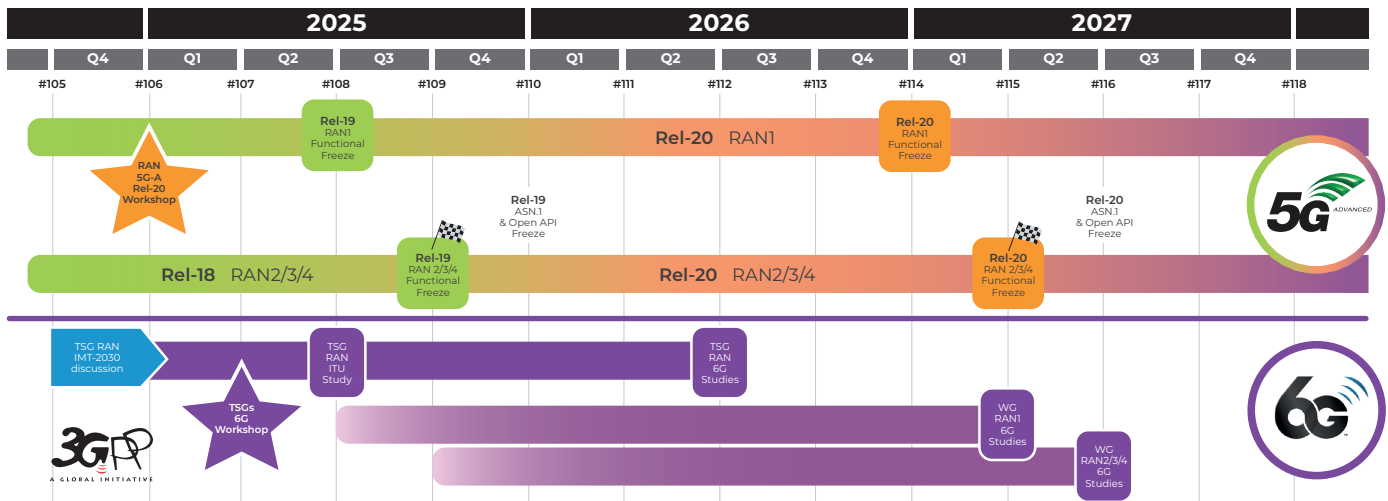 2025 2026 2027
Q4 Q1 Q2 Q3 Q4 Q1 Q2 Q3 Q4 Q1 Q2 Q3 Q4
#105 #106 #107 #108 #109 #110 #111 #112 #113 #114 #115 #116 #117 #118
Rel-19
RAN1
Functional
Freeze
Rel-20 RAN1
Rel-20
RAN1
Functional
Freeze
RAN
5G-A
Rel-20
Workshop
Rel-19
ASN.1
& Open API
Freeze
Rel-20
ASN.1
& Open API
Freeze
5G
ADVANCED
Rel-18 RAN2/3/4
Rel-19
RAN 2/3/4
Functional
Freeze
Rel-20 RAN2/3/4
Rel-20
RAN 2/3/4
Functional
Freeze
TSG RAN
IMT-2030
discussion
TSG
RAN
ITU
Study
TSG
RAN
6G
Studies
TSGs
6G
Workshop
WG
RAN1
6G
Studies
WG
RAN2/3/4
6G
Studies
6G
3GPP
A GLOBAL INITIATIVE